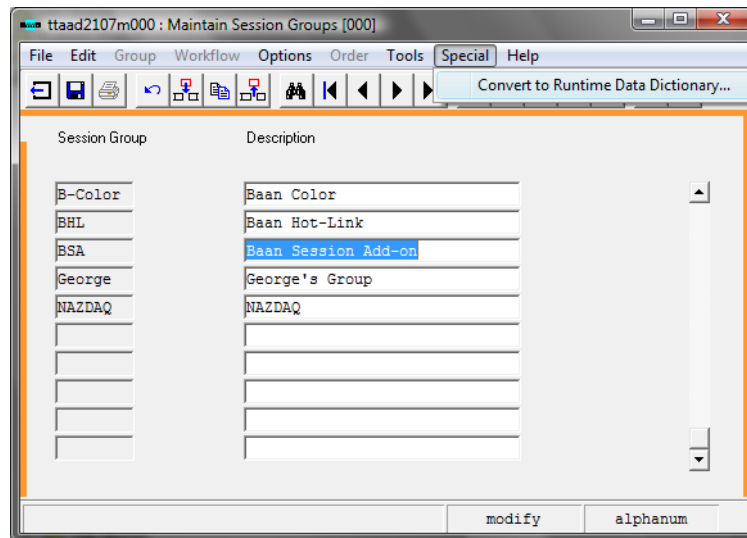 ttaad2107m000 : Maintain Session Groups [000]
File Edit Group Workflow Options Order Tools Special Help
Convert to Runtime Data Dictionary...
Session Group Description
B-Color Baan Color
BHL Baan Hot-Link
BSA Baan Session Add-on
George George's Group
NAZDAQ NAZDAQ
modify alphanum